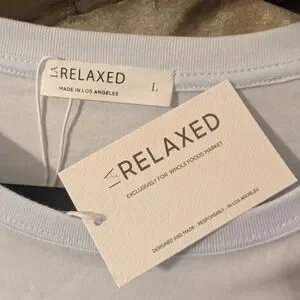 LA RELAXED
MADE IN LOS ANGELES
L
LA RELAXED
EXCLUSIVELY FOR WHOLE FOODS MARKET
DESIGNED AND MADE · RESPONSIBLY · IN LOS ANGELES